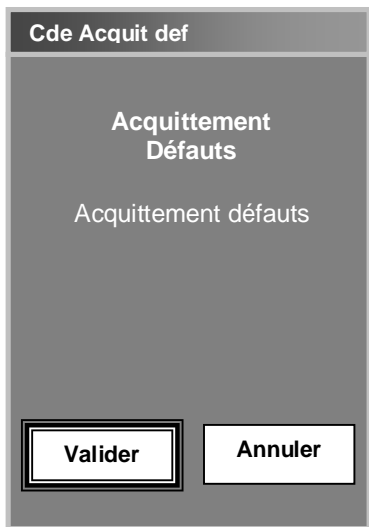 Cde Acquit def
Acquittement
Défauts
Acquittement défauts
Valider
Annuler